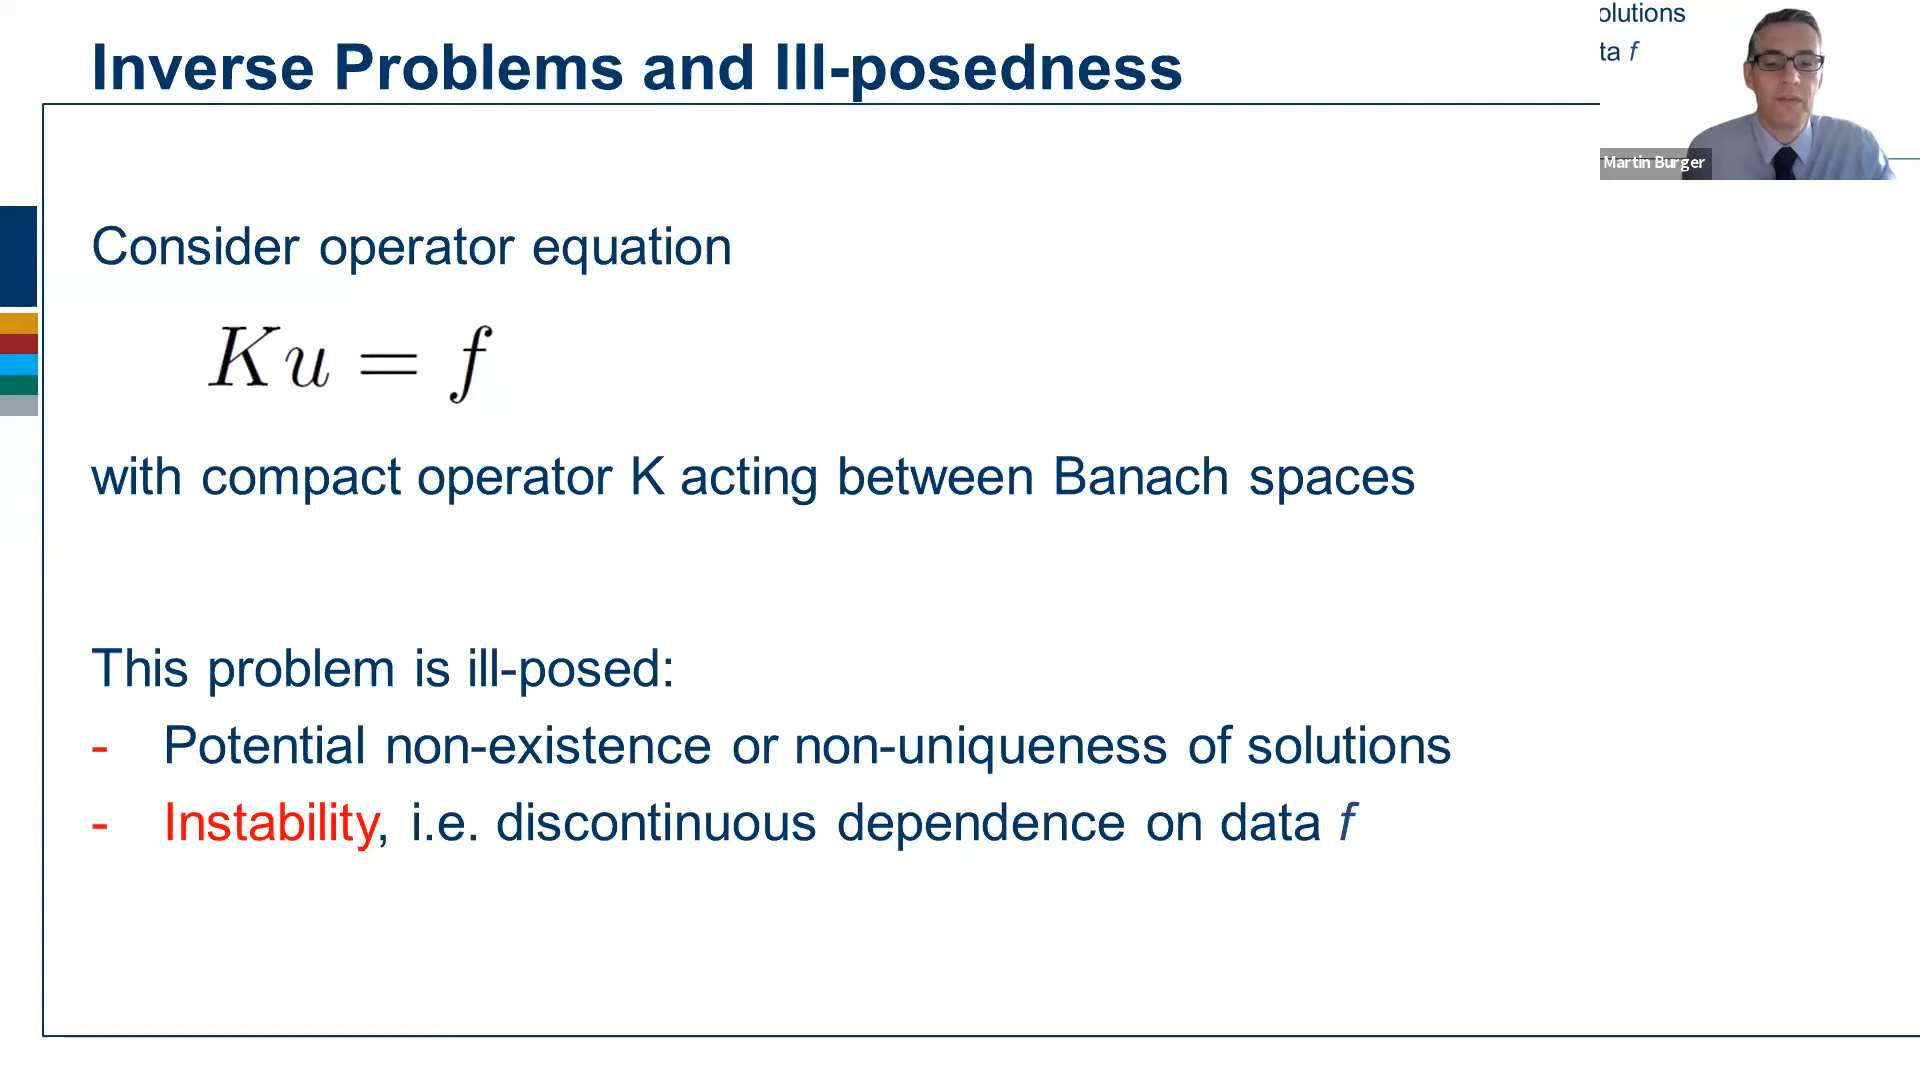 Inverse Problems and Ill-posedness
olutions
ta f
Martin Burger
Consider operator equation
Ku = f
with compact operator K acting between Banach spaces
This problem is ill-posed:
- Potential non-existence or non-uniqueness of solutions
- Instability, i.e. discontinuous dependence on data f